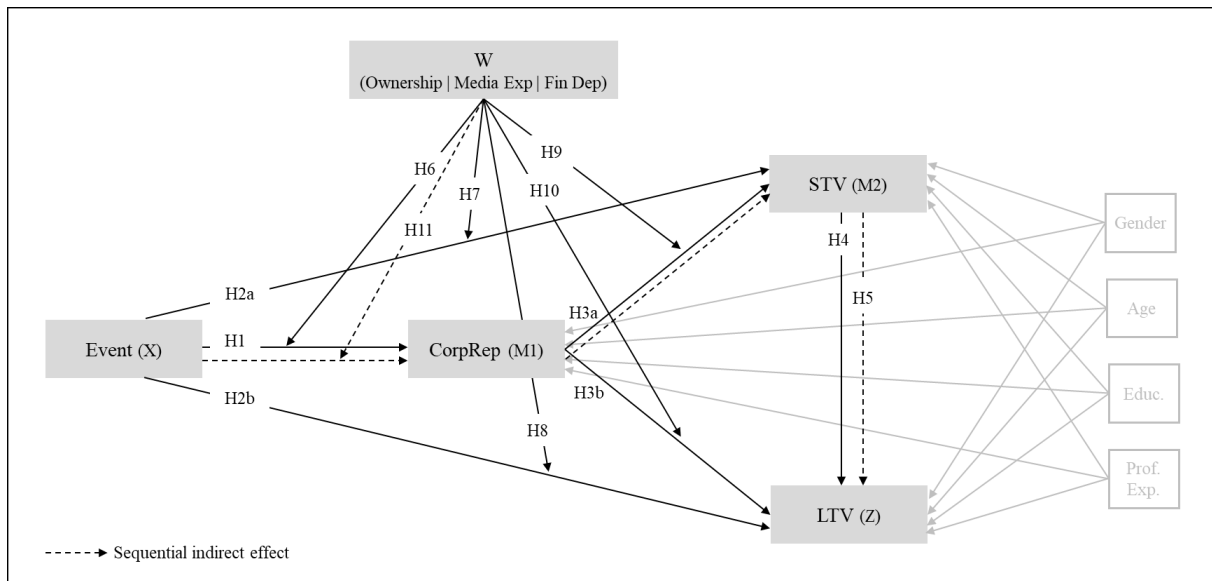 W
(Ownership | Media Exp | Fin Dep)
H9
H6
STV (M2)
H7
H10
Gender
H11
H4
H2a
H5
H3a
Age
H1
Event (X)
CorpRep (M1)
H2b
H3b
Educ.
H8
Prof.
Exp.
LTV (Z)
Sequential indirect effect